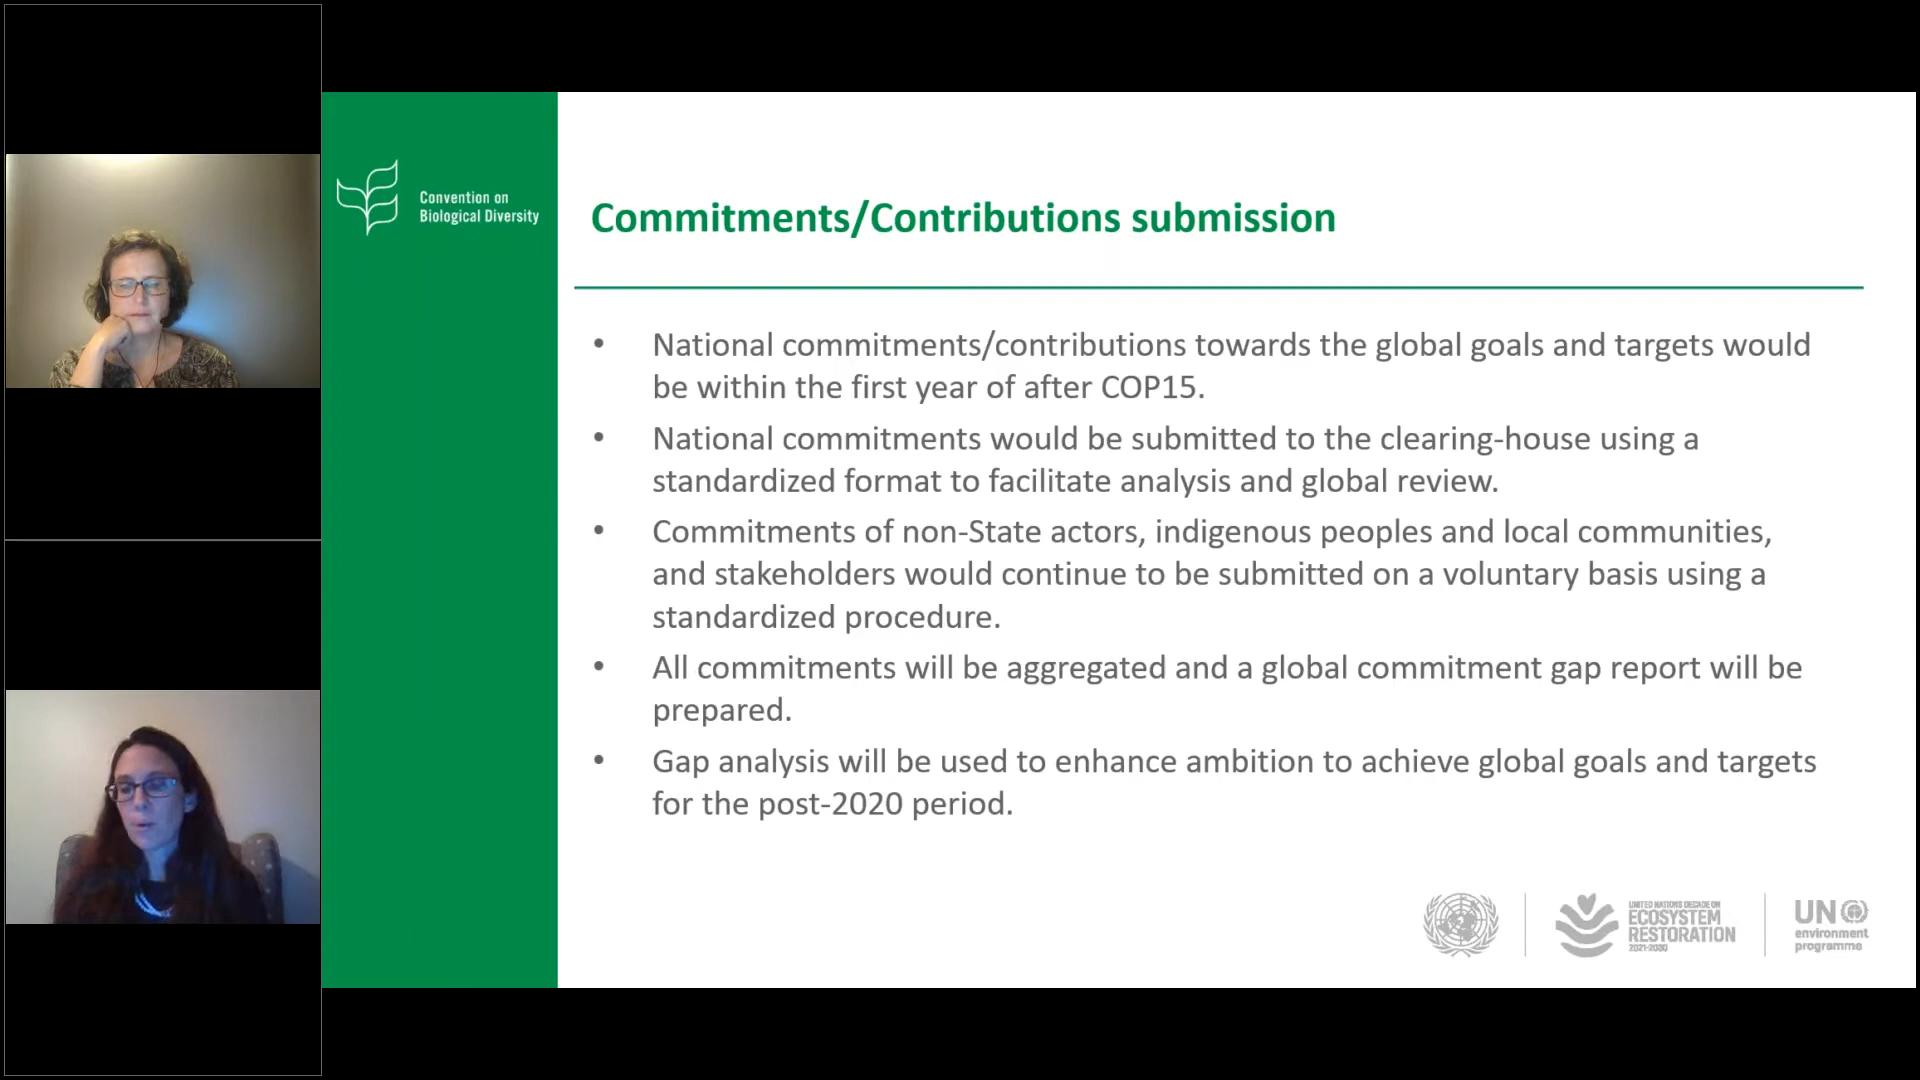 Convention on
Biological Diversity
Commitments/Contributions submission
• National commitments/contributions towards the global goals and targets would
be within the first year of after COP15.
• National commitments would be submitted to the clearing-house using a
standardized format to facilitate analysis and global review.
• Commitments of non-State actors, indigenous peoples and local communities,
and stakeholders would continue to be submitted on a voluntary basis using a
standardized procedure.
• All commitments will be aggregated and a global commitment gap report will be
prepared.
• Gap analysis will be used to enhance ambition to achieve global goals and targets
for the post-2020 period.
UNITED NATIONS DECADE ON
ECOSYSTEM
RESTORATION
2021-2030
UN
environment
programme